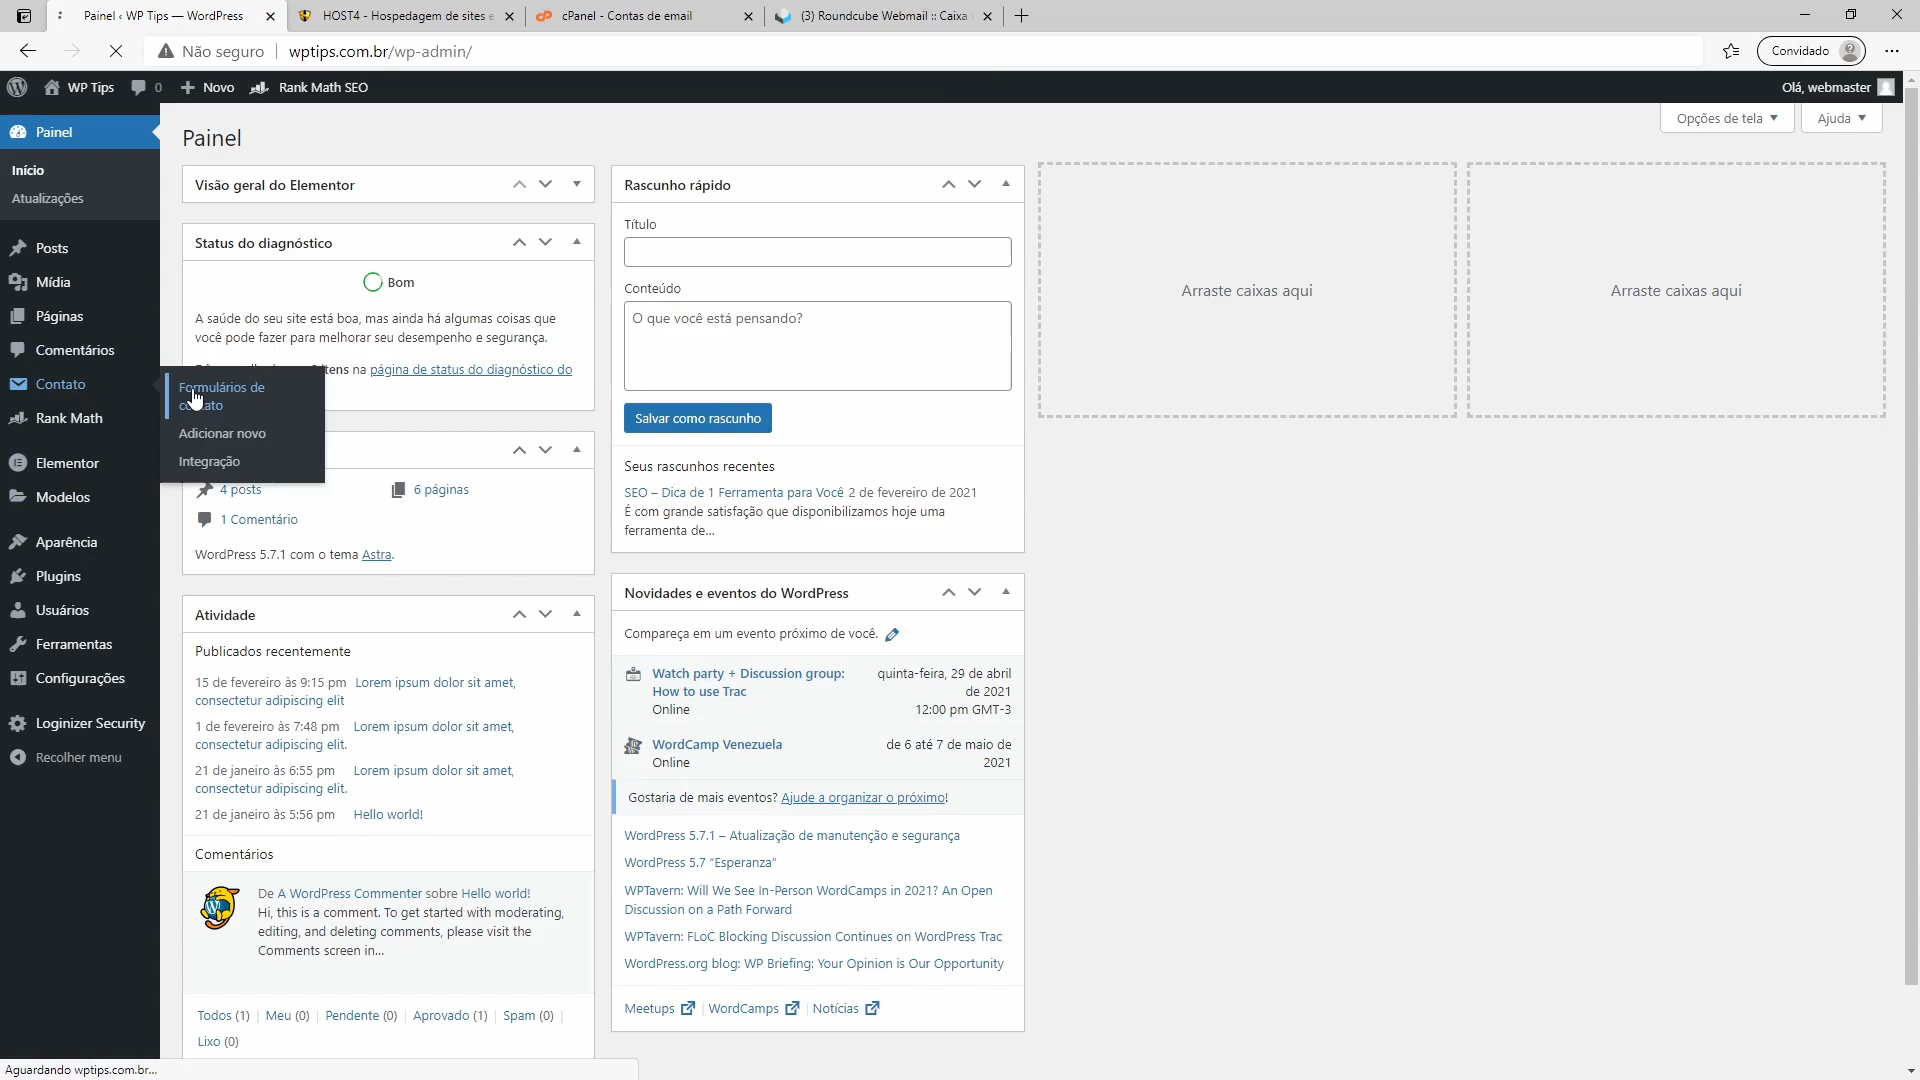 Painel ‹ WP Tips — WordPress
HOST4 - Hospedagem de sites e
cPanel - Contas de email
(3) Roundcube Webmail :: Caixa
Não seguro
wptips.com.br/wp-admin/
Convidado
WP Tips
0
Novo
Rank Math SEO
Olá, webmaster
Painel
Início
Atualizações
Posts
Mídia
Páginas
Comentários
Contato
Rank Math
Elementor
Modelos
Aparência
Plugins
Usuários
Ferramentas
Configurações
Loginizer Security
Recolher menu
Formulários de
Adicionar novo
Integração
Painel
Opções de tela
Ajuda
Visão geral do Elementor
Status do diagnóstico
Bom
A saúde do seu site está boa, mas ainda há algumas coisas que
você pode fazer para melhorar seu desempenho e segurança.
itens na página de status do diagnóstico do
4 posts
6 páginas
1 Comentário
WordPress 5.7.1 com o tema Astra.
Atividade
Publicados recentemente
15 de fevereiro às 9:15 pm Lorem ipsum dolor sit amet,
consectetur adipiscing elit
1 de fevereiro às 7:48 pm Lorem ipsum dolor sit amet,
consectetur adipiscing elit.
21 de janeiro às 6:55 pm Lorem ipsum dolor sit amet,
consectetur adipiscing elit.
21 de janeiro às 5:56 pm Hello world!
Comentários
De A WordPress Commenter sobre Hello world!
Hi, this is a comment. To get started with moderating,
editing, and deleting comments, please visit the
Comments screen in...
Todos (1) | Meu (0) | Pendente (0) | Aprovado (1) | Spam (0) |
Lixo (0)
Rascunho rápido
Título
Conteúdo
O que você está pensando?
Salvar como rascunho
Seus rascunhos recentes
SEO – Dica de 1 Ferramenta para Você 2 de fevereiro de 2021
É com grande satisfação que disponibilizamos hoje uma
ferramenta de...
Novidades e eventos do WordPress
Compareça em um evento próximo de você.
Watch party + Discussion group: quinta-feira, 29 de abril
How to use Trac de 2021
Online 12:00 pm GMT-3
WordCamp Venezuela de 6 até 7 de maio de
Online 2021
Gostaria de mais eventos? Ajude a organizar o próximo!
WordPress 5.7.1 – Atualização de manutenção e segurança
WordPress 5.7 “Esperanza”
WPTavern: Will We See In-Person WordCamps in 2021? An Open
Discussion on a Path Forward
WPTavern: FLoC Blocking Discussion Continues on WordPress Trac
WordPress.org blog: WP Briefing: Your Opinion is Our Opportunity
Meetups | WordCamps | Notícias
Arraste caixas aqui
Arraste caixas aqui
Aguardando wptips.com.br...